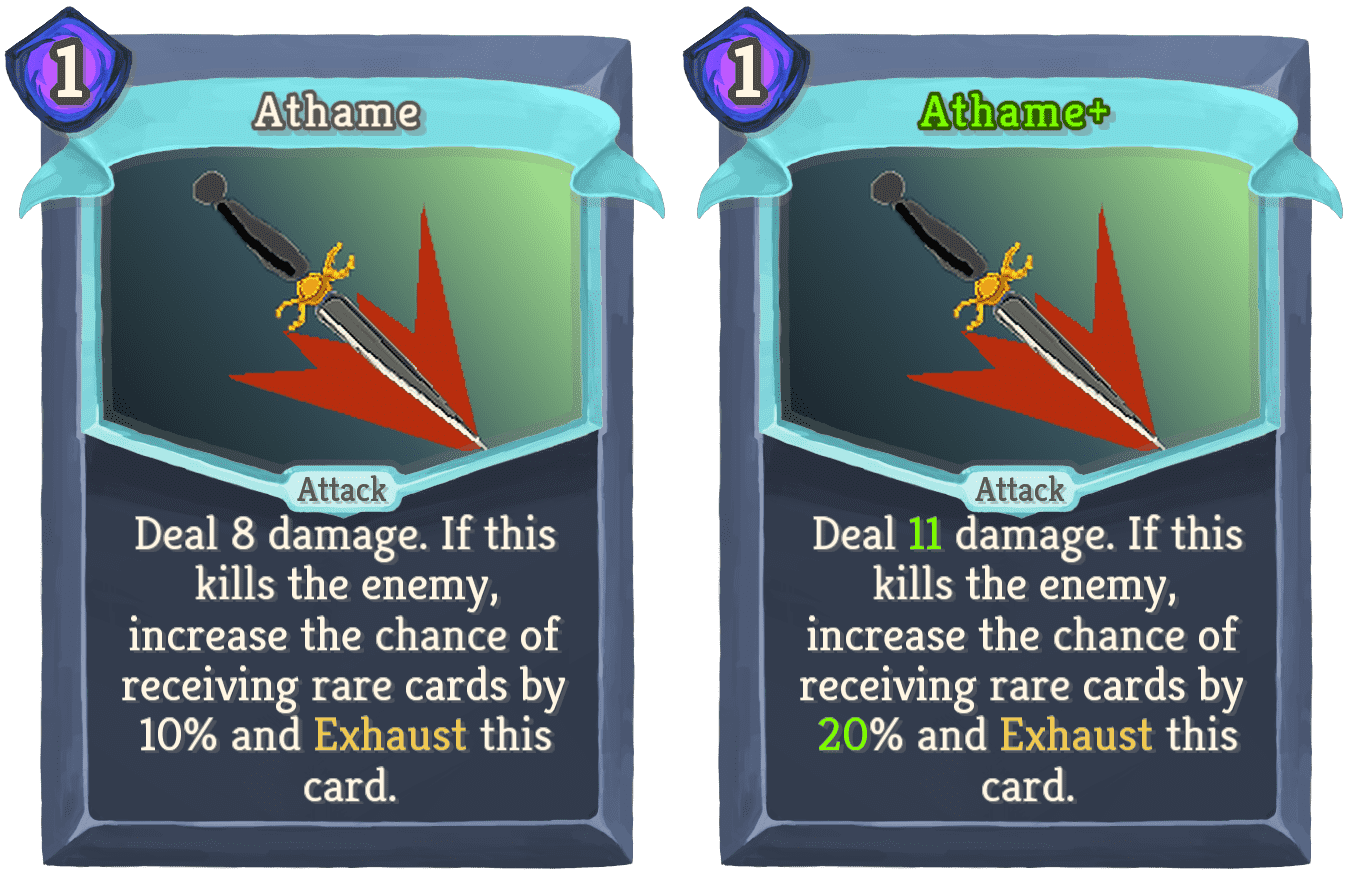 1
Athame
Attack
Deal 8 damage. If this
kills the enemy,
increase the chance of
receiving rare cards by
10% and Exhaust this
card.
1
Athame+
Attack
Deal 11 damage. If this
kills the enemy,
increase the chance of
receiving rare cards by
20% and Exhaust this
card.